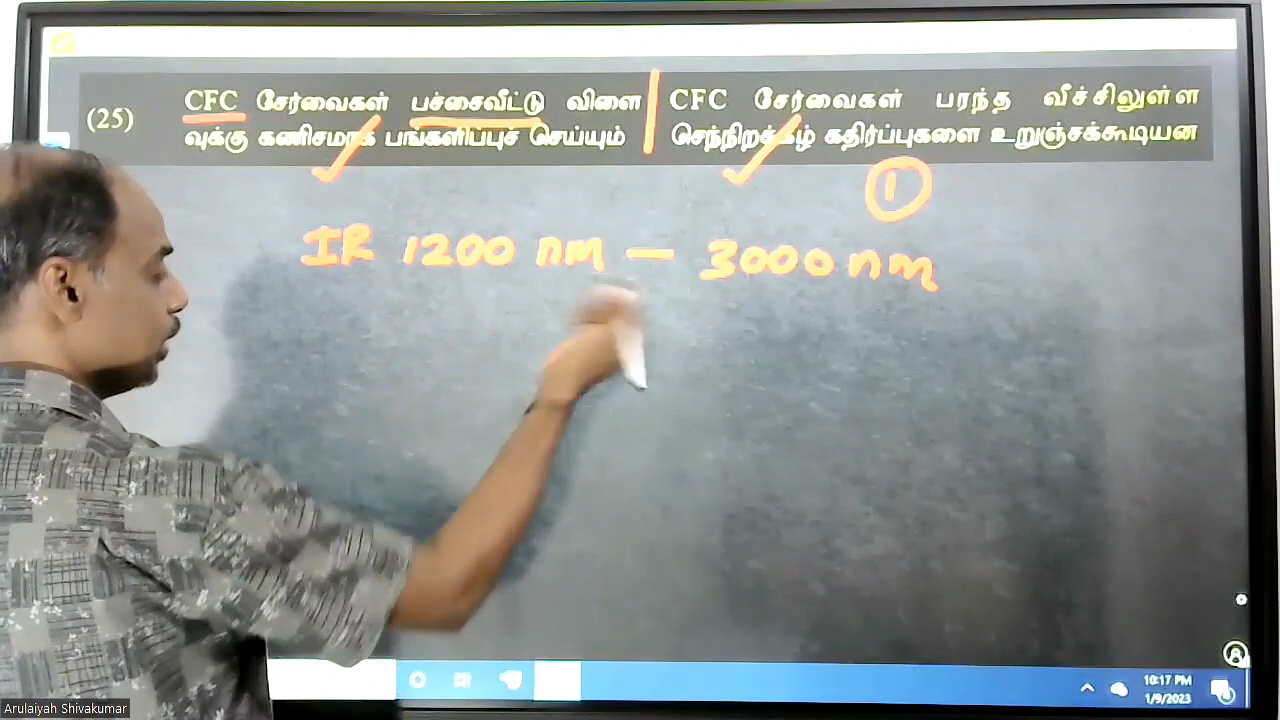 (25) CFC சேர்வைகள் பச்சைவீட்டு விளை CFC சேர்வைகள் பரந்த வீச்சிலுள்ள
வுக்கு கணிசமாக பங்களிப்புச் செய்யும் செந்நிறக்கீழ் கதிர்ப்புகளை உறுஞ்சக்கூடியன
1
IR 1200 nm — 3000 nm
10:17 PM
1/9/2023
Arulaiyah Shivakumar